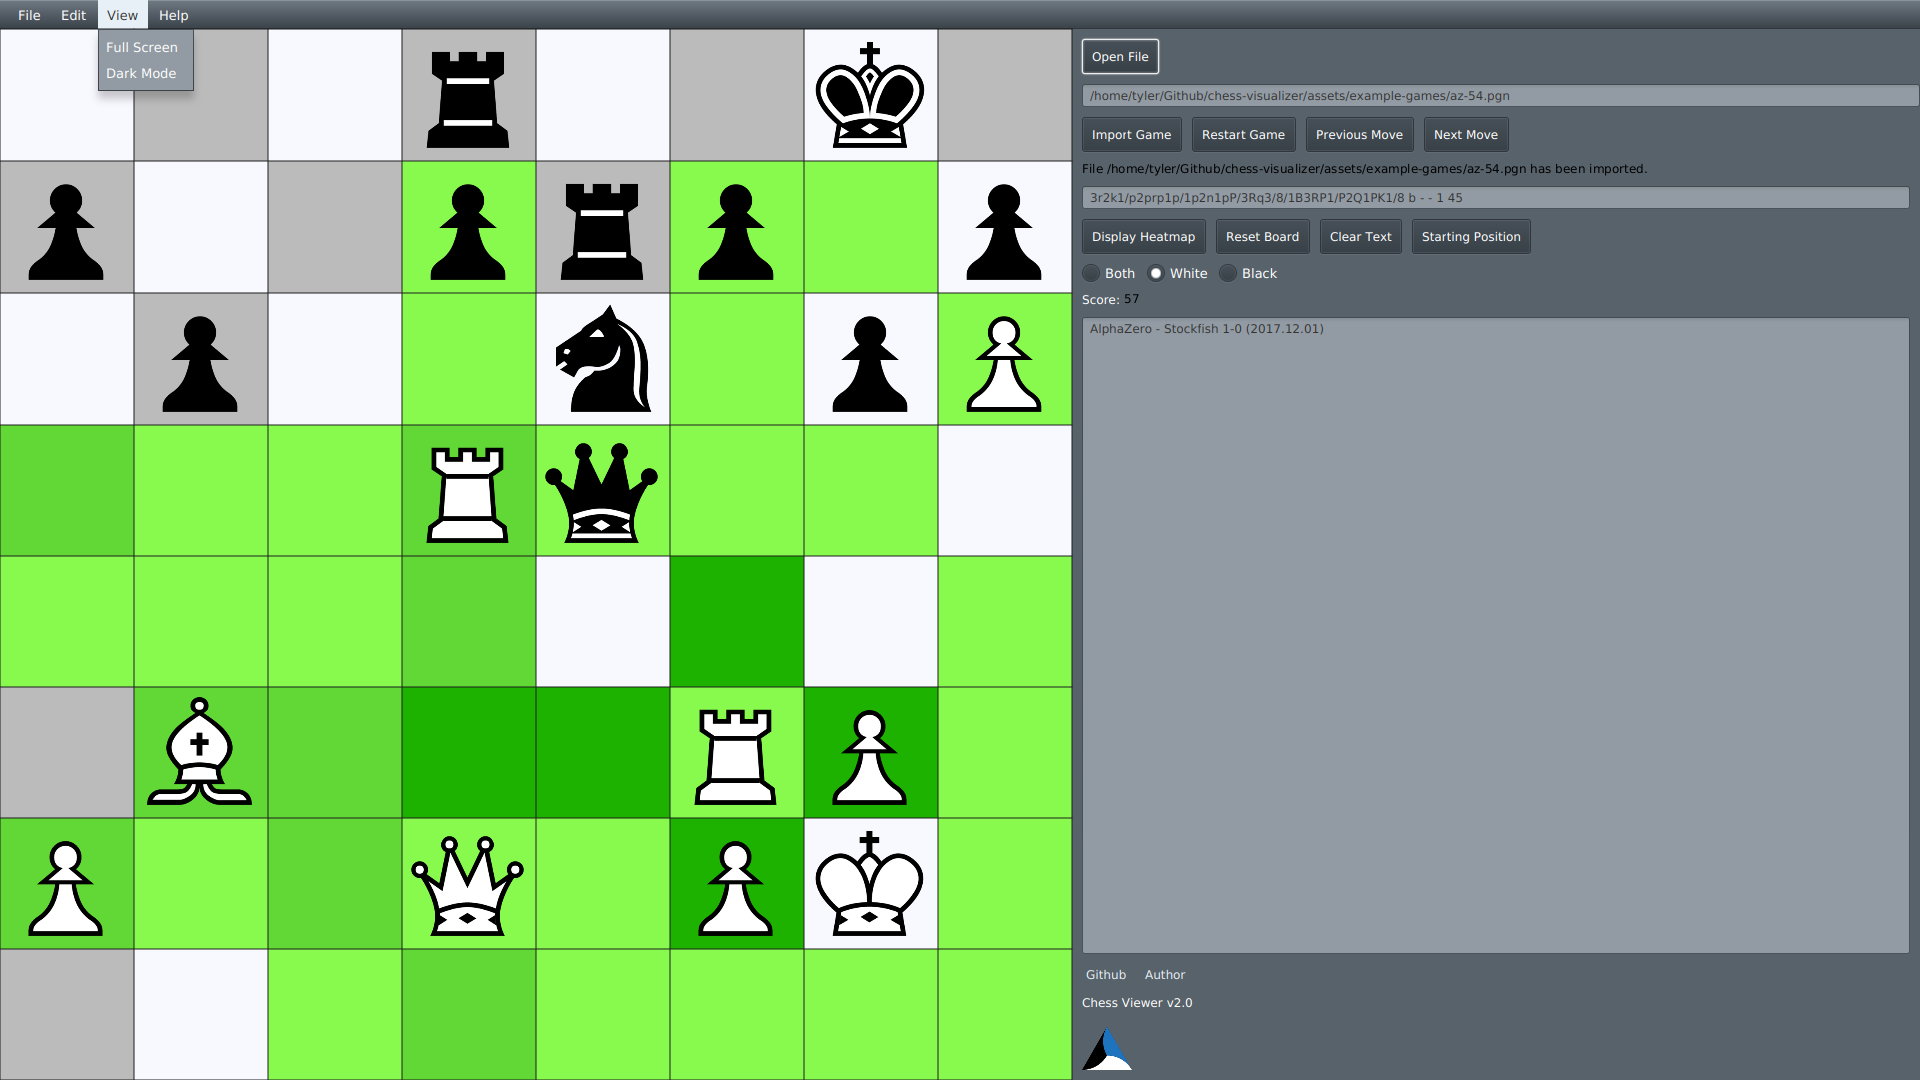 File Edit View Help
Full Screen
Dark Mode
Open File
/home/tyler/Github/chess-visualizer/assets/example-games/az-54.pgn
Import Game Restart Game Previous Move Next Move
File /home/tyler/Github/chess-visualizer/assets/example-games/az-54.pgn has been imported.
3r2k1/p2prp1p/1p2n1pP/3Rq3/8/1B3RP1/P2Q1PK1/8 b - - 1 45
Display Heatmap Reset Board Clear Text Starting Position
Both White Black
Score: 57
AlphaZero - Stockfish 1-0 (2017.12.01)
Github Author
Chess Viewer v2.0